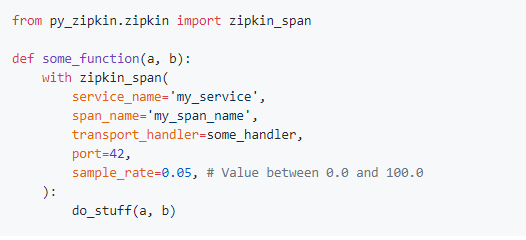 from py_zipkin.zipkin import zipkin_span

def some_function(a, b):
    with zipkin_span(
        service_name='my_service',
        span_name='my_span_name',
        transport_handler=some_handler,
        port=42,
        sample_rate=0.05, # Value between 0.0 and 100.0
    ):
        do_stuff(a, b)